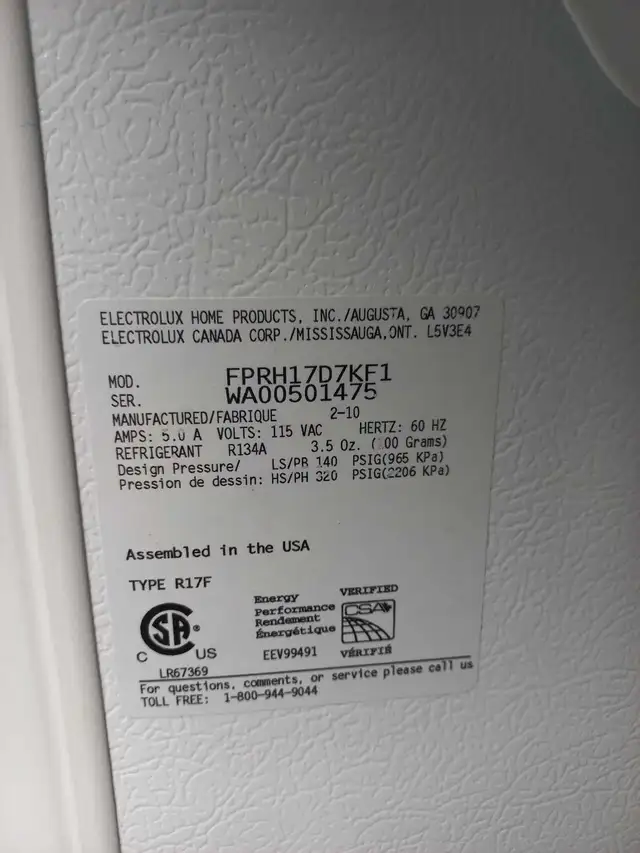 ELECTROLUX HOME PRODUCTS, INC./AUGUSTA, GA 30907
ELECTROLUX CANADA CORP./MISSISSAUGA,ONT. L5V3E4
MOD. FPRH17D7KF1
SER. WA00501475
MANUFACTURED/FABRIQUE 2-10
AMPS: 5.0 A VOLTS: 115 VAC HERTZ: 60 HZ
REFRIGERANT R134A 3.5 Oz. (100 Grams)
Design Pressure/ LS/PB 140 PSIG(965 KPa)
Pression de dessin: HS/PH 320 PSIG(2206 KPa)
Assembled in the USA
TYPE R17F
SA ®
C US
LR67369
Energy
Performance
Rendement
Énergétique
EEV99491
VERIFIED
CSA
VÉRIFIÉ
For questions, comments, or service please call us
TOLL FREE: 1-800-944-9044